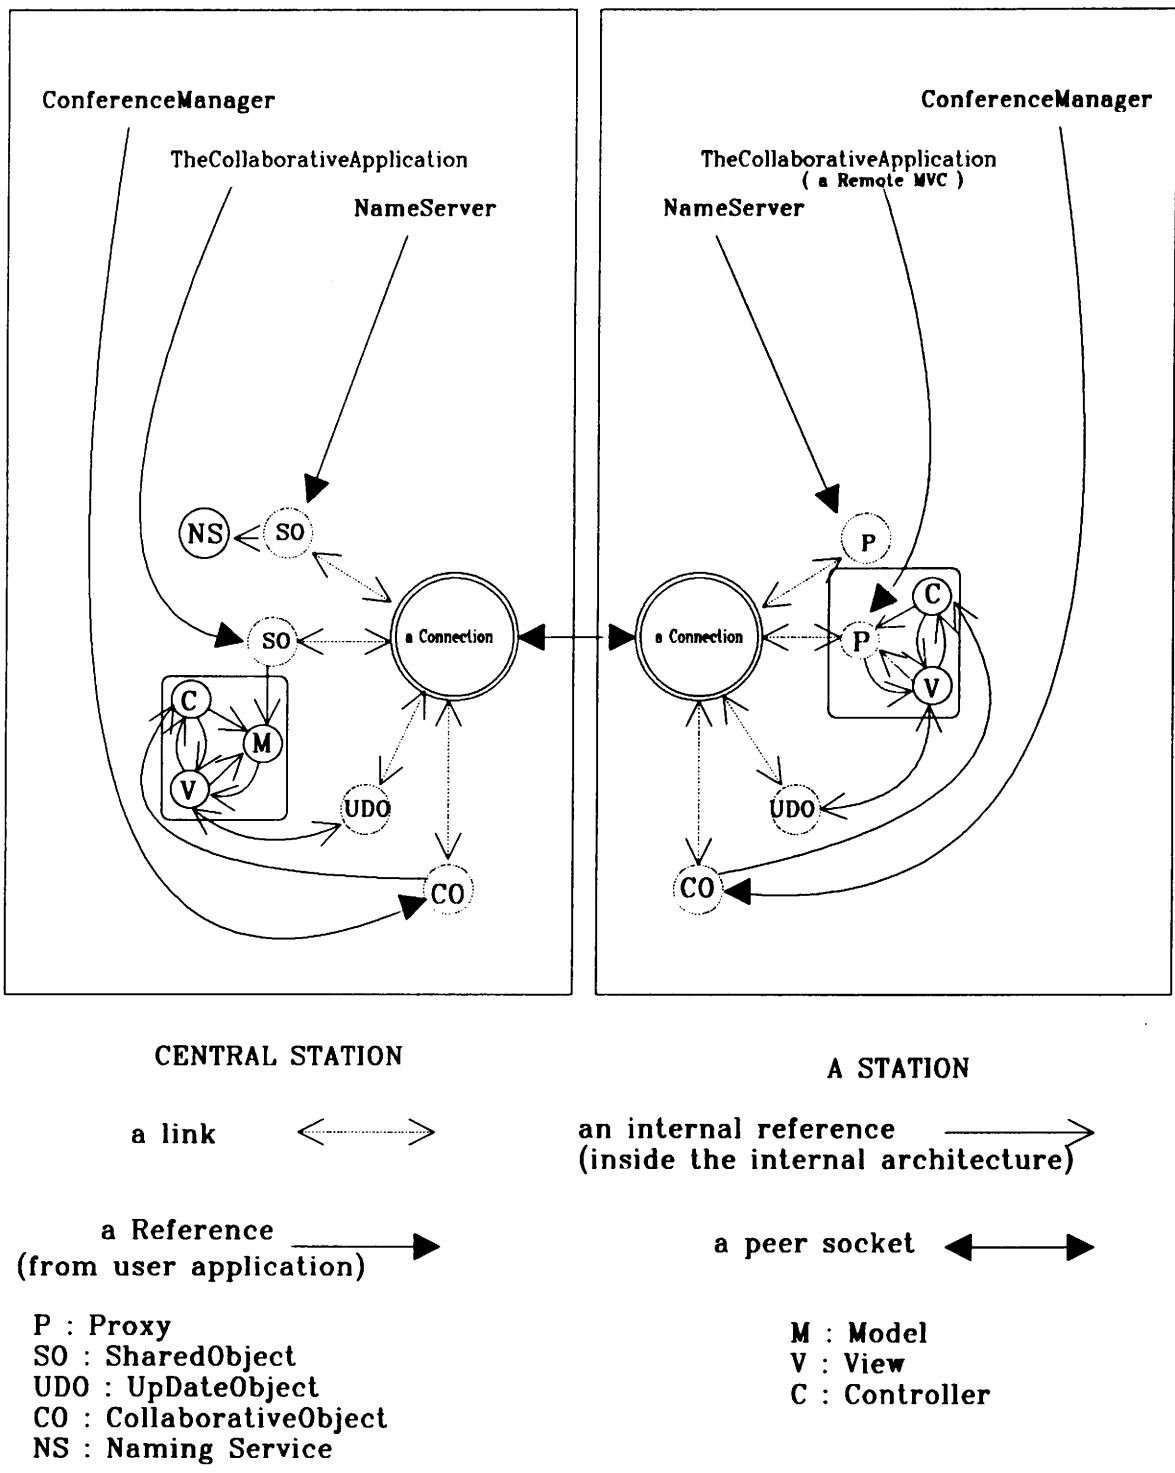 ConferenceManager
TheCollaborativeApplication
NameServer
NS
SO
SO
a Connection
C
M
V
UDO
CO
ConferenceManager
TheCollaborativeApplication
( a Remote MVC )
NameServer
P
a Connection
P
C
V
UDO
CO
CENTRAL STATION
A STATION
a link
an internal reference
(inside the internal architecture)
a Reference
(from user application)
a peer socket
P : Proxy
SO : SharedObject
UDO : UpDateObject
CO : CollaborativeObject
NS : Naming Service
M : Model
V : View
C : Controller